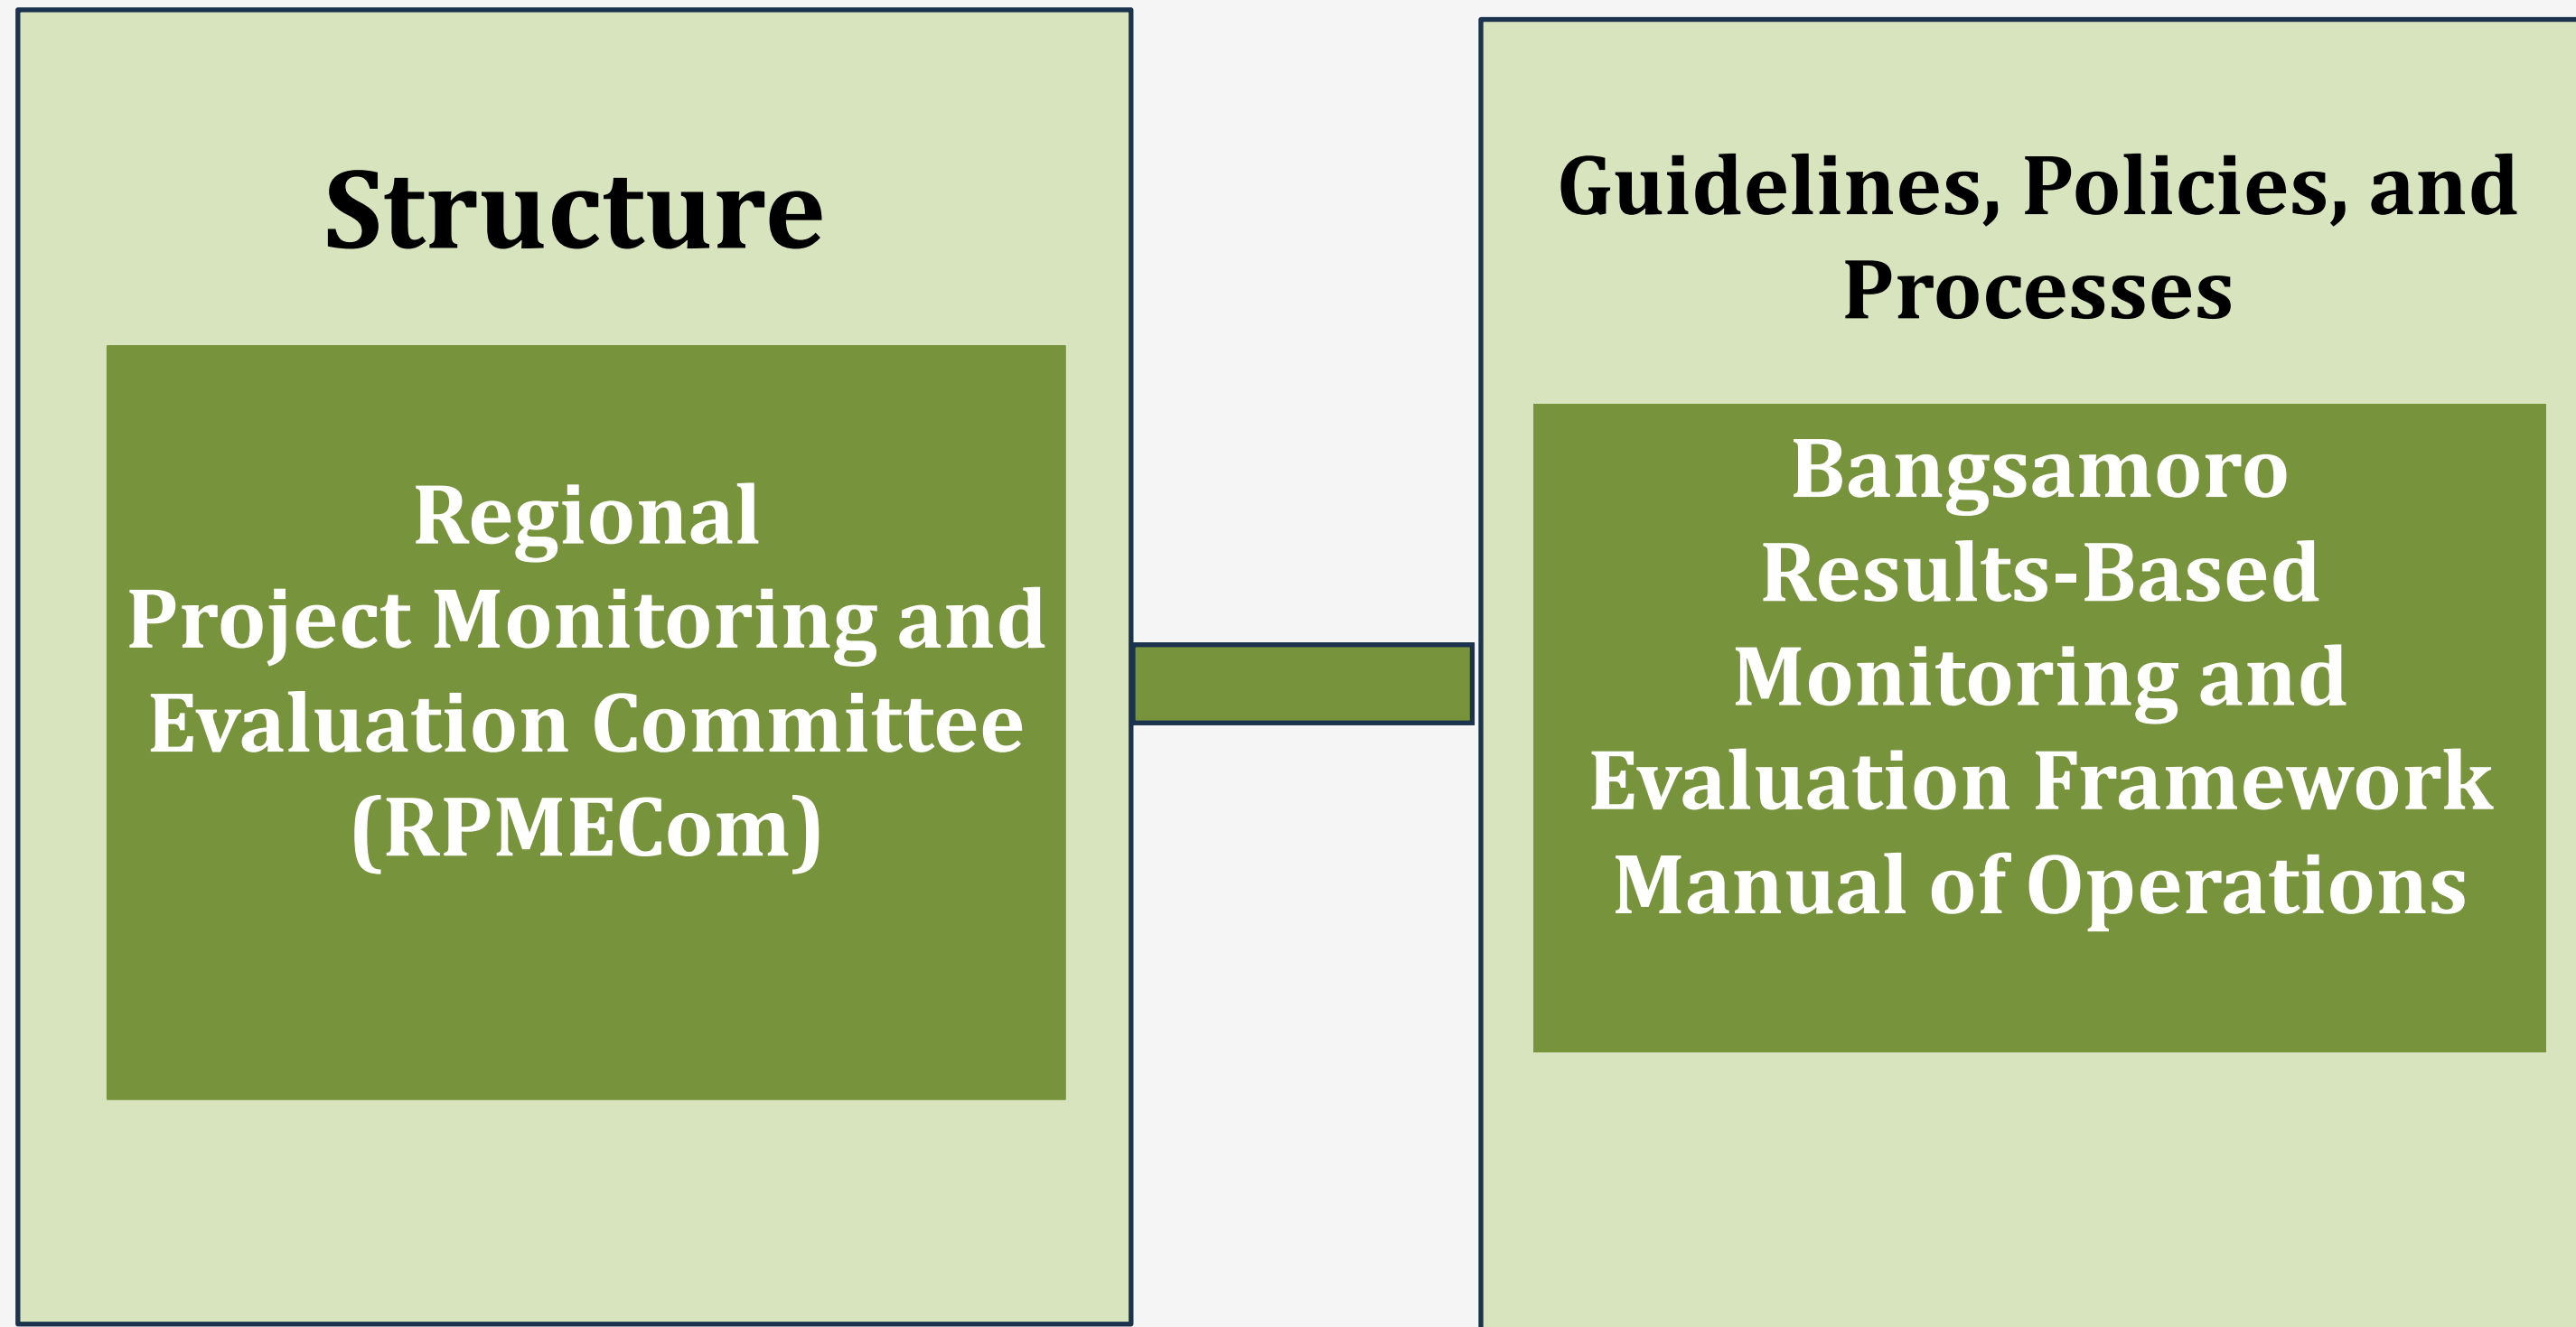 Structure
Regional
Project Monitoring and
Evaluation Committee
(RPMECom)
Guidelines, Policies, and
Processes
Bangsamoro
Results-Based
Monitoring and
Evaluation Framework
Manual of Operations